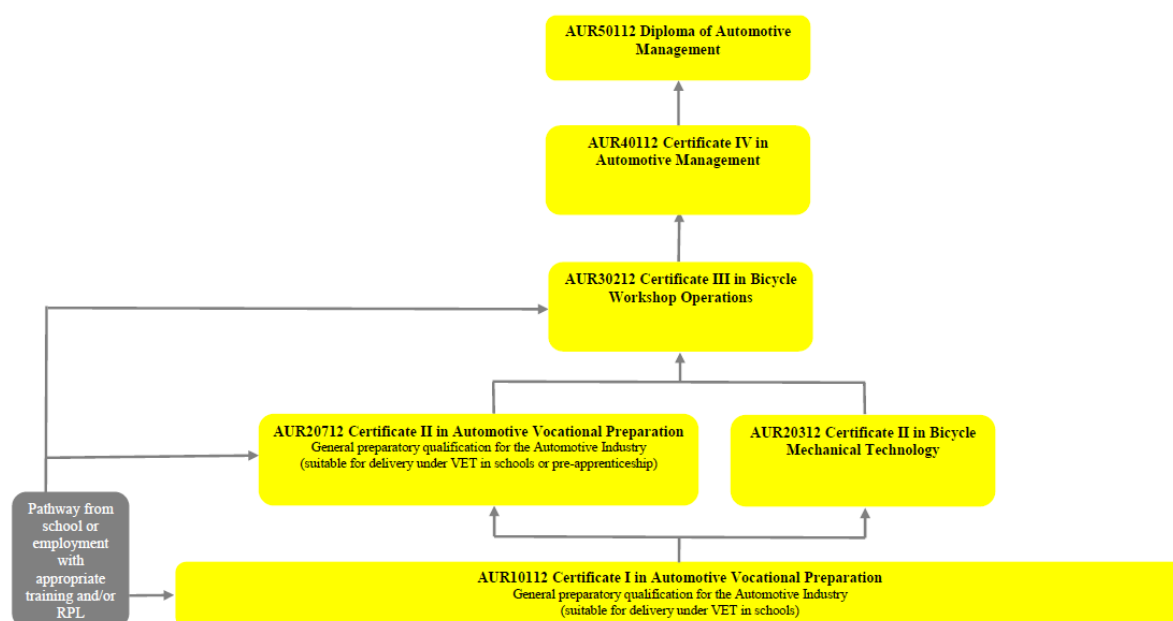 AUR50112 Diploma of Automotive
Management
AUR40112 Certificate IV in
Automotive Management
AUR30212 Certificate III in Bicycle
Workshop Operations
AUR20712 Certificate II in Automotive Vocational Preparation
General preparatory qualification for the Automotive Industry
(suitable for delivery under VET in schools or pre-apprenticeship)
AUR20312 Certificate II in Bicycle
Mechanical Technology
Pathway from
school or
employment
with
appropriate
training and/or
RPL
AUR10112 Certificate I in Automotive Vocational Preparation
General preparatory qualification for the Automotive Industry
(suitable for delivery under VET in schools)